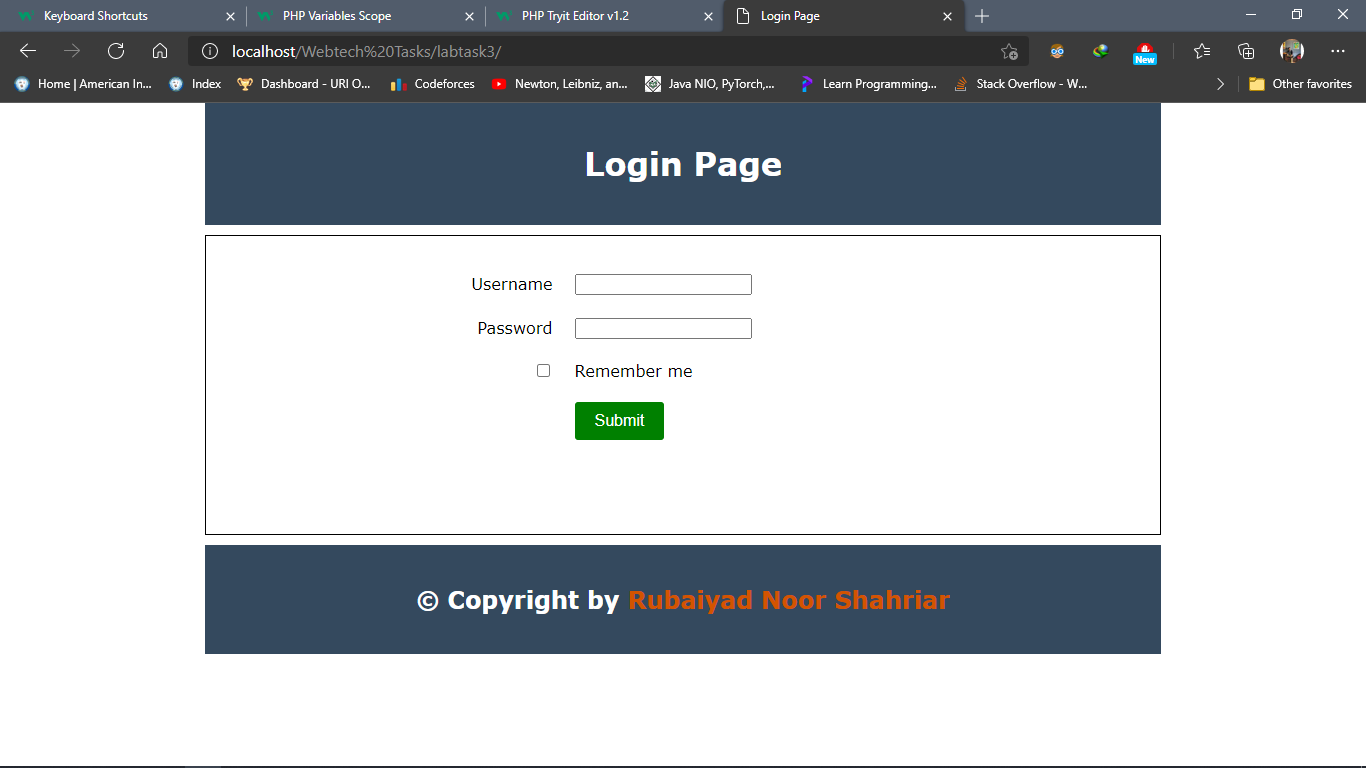 Keyboard Shortcuts
PHP Variables Scope
PHP Tryit Editor v1.2
Login Page
localhost/Webtech%20Tasks/labtask3/
New
Home | American In...
Index
Dashboard - URI O...
Codeforces
Newton, Leibniz, an...
Java NIO, PyTorch,...
Learn Programming...
Stack Overflow - W...
Other favorites
Login Page
Username
Password
Remember me
Submit
© Copyright by Rubaiyad Noor Shahriar